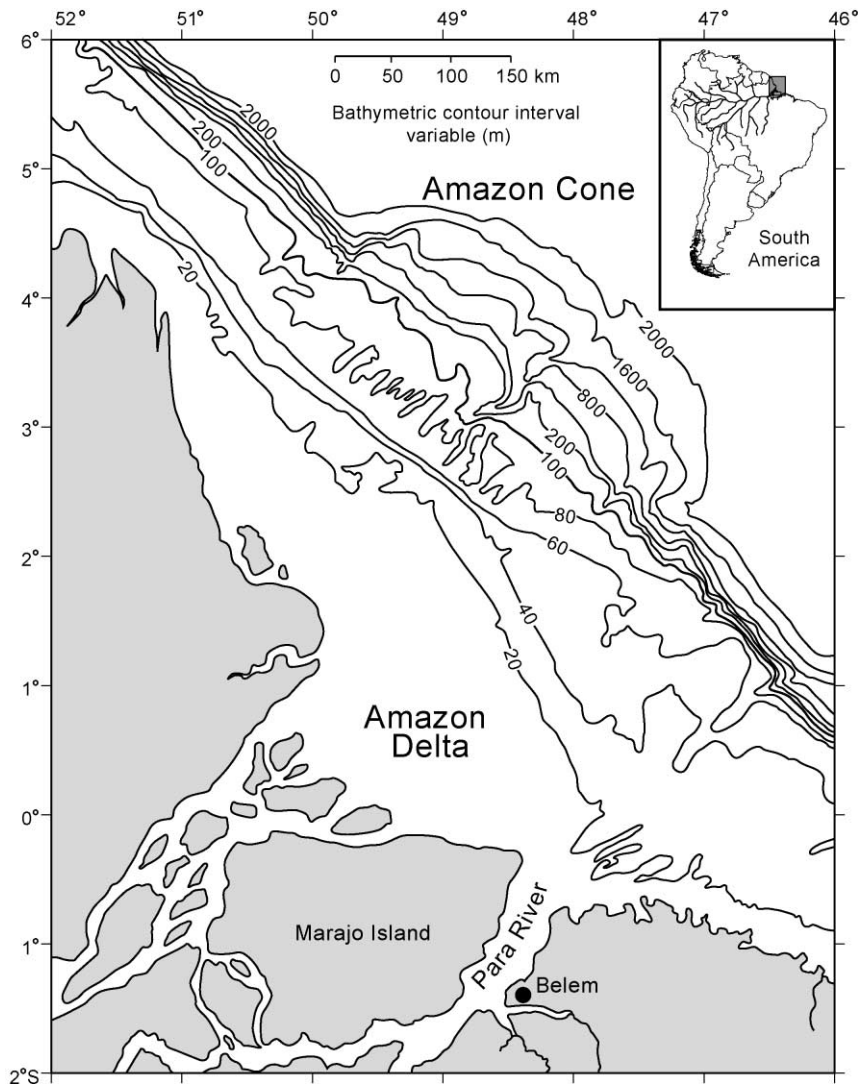 52
51°
50°
49°
48°
47°
46°
6°
5°
4°
3°
2°
1°
0°
1°
2°S
0 50 100 150 km
Bathymetric contour interval
variable (m)
South
America
Amazon Cone
2000
200
100
20
2000
1600
800
200
100
80
60
40
20
Amazon
Delta
Marajo Island
Para River
Belem